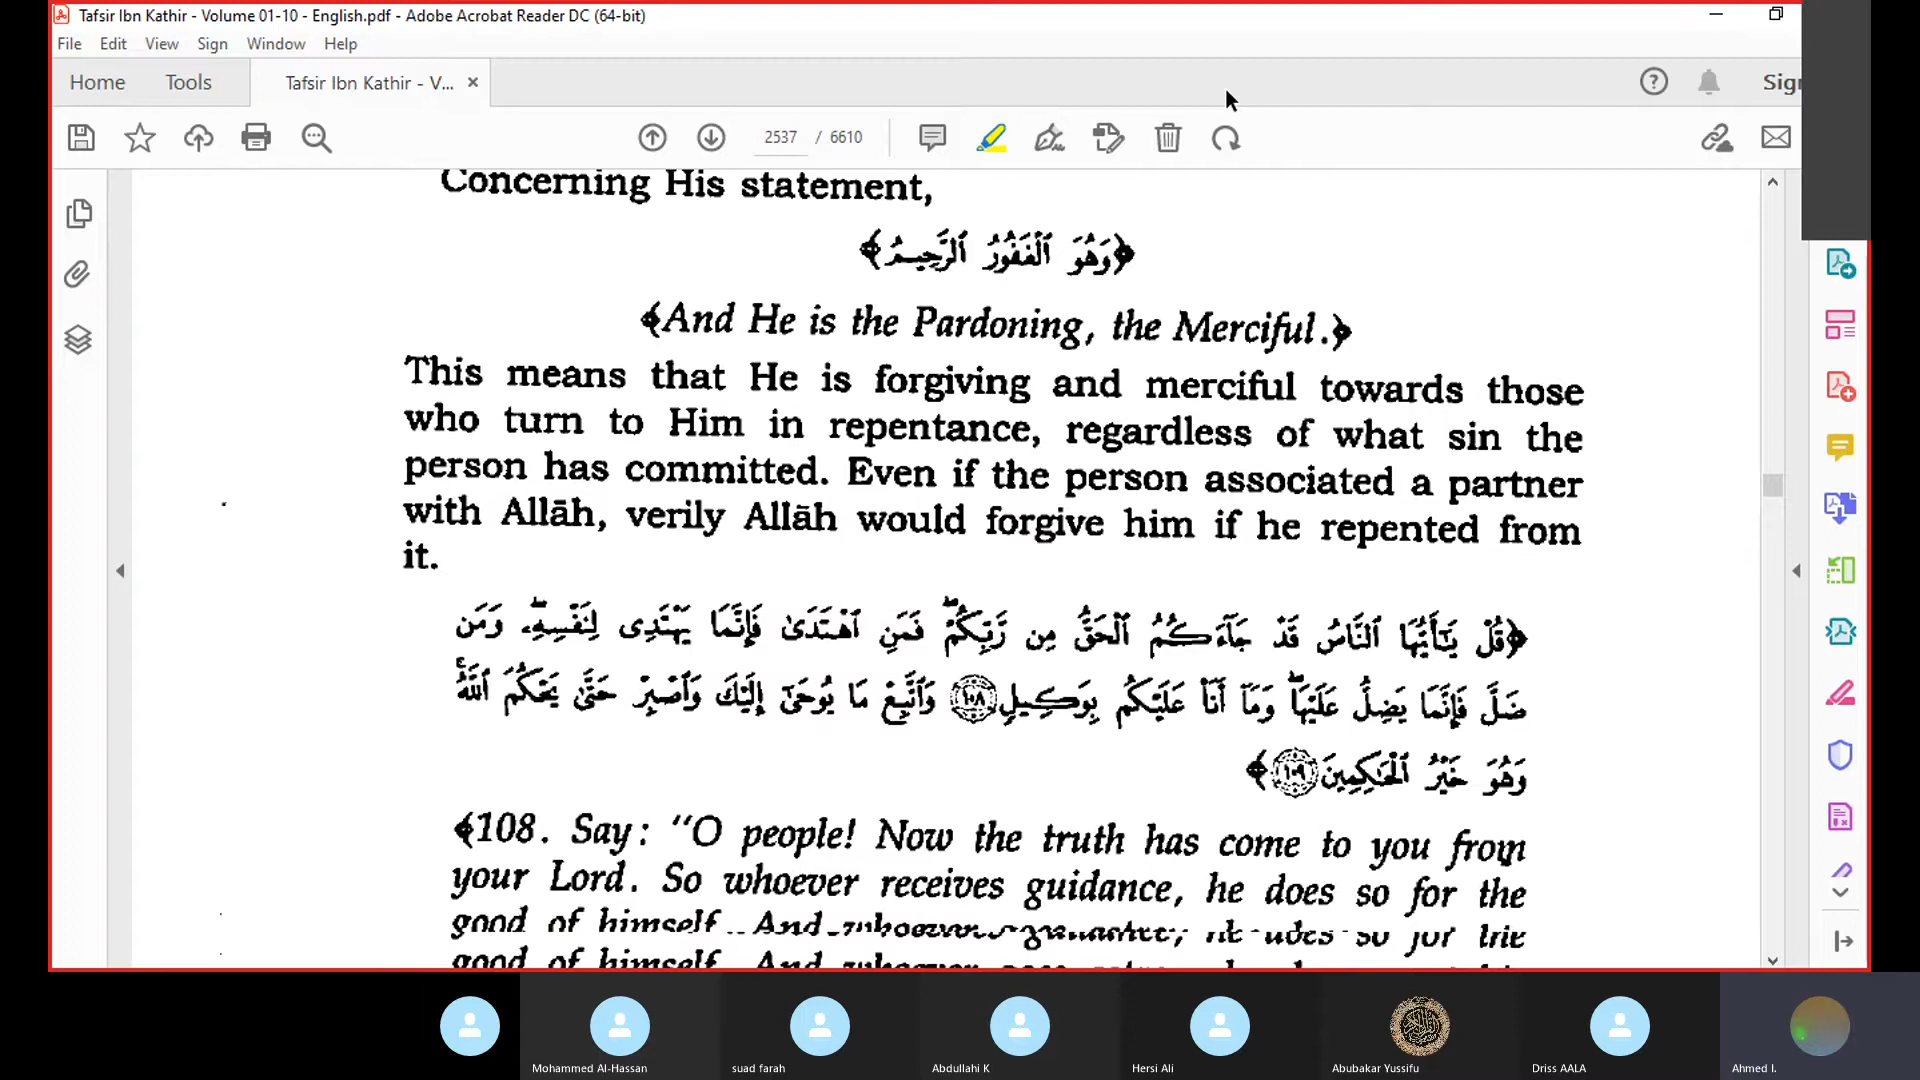 Tafsir Ibn Kathir - Volume 01-10 - English.pdf - Adobe Acrobat Reader DC (64-bit)
File Edit View Sign Window Help
Home Tools Tafsir Ibn Kathir - V...
2537 / 6610
Concerning His statement,
﴿وَهُوَ ٱلْغَفُورُ ٱلرَّحِيمُ﴾
﴾And He is the Pardoning, the Merciful.﴿
This means that He is forgiving and merciful towards those
who turn to Him in repentance, regardless of what sin the
person has committed. Even if the person associated a partner
with Allāh, verily Allāh would forgive him if he repented from
it.
﴿قُلْ يَٰٓأَيُّهَا ٱلنَّاسُ قَدْ جَآءَكُمُ ٱلْحَقُّ مِن رَّبِّكُمْ ۖ فَمَنِ ٱهْتَدَىٰ فَإِنَّمَا يَهْتَدِى لِنَفْسِهِۦ ۖ وَمَن
ضَلَّ فَإِنَّمَا يَضِلُّ عَلَيْهَا ۖ وَمَآ أَنَا۠ عَلَيْكُم بِوَكِيلٍ ١٠٨ وَٱتَّبِعْ مَا يُوحَىٰٓ إِلَيْكَ وَٱصْبِرْ حَتَّىٰ يَحْكُمَ ٱللَّهُ ۚ
وَهُوَ خَيْرُ ٱلْحَٰكِمِينَ ١٠٩﴾
﴾108. Say: "O people! Now the truth has come to you from
your Lord. So whoever receives guidance, he does so for the
good of himself. And
good of himself. And
Mohammed Al-Hassan
suad farah
Abdullahi K
Hersi Ali
Abubakar Yussifu
Driss AALA
Ahmed I.